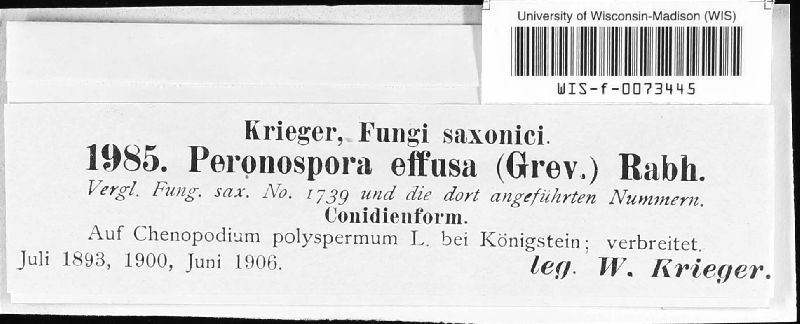 University of Wisconsin-Madison (WIS)
WIS-f-0073445
Krieger, Fungi saxonici.
1985. Peronospora effusa (Grev.) Rabh.
Vergl. Fung. sax. No. 1739 und die dort angeführten Nummern.
Conidienform.
Auf Chenopodium polyspermum L. bei Königstein; verbreitet.
Juli 1893, 1900, Juni 1906. leg. W. Krieger.